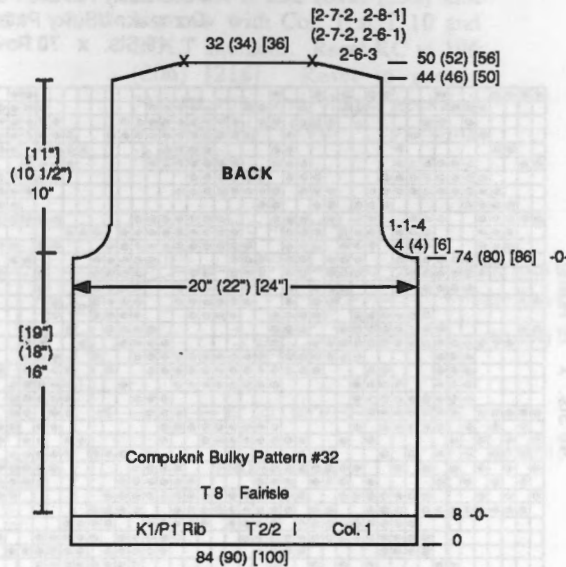 [2-7-2, 2-8-1]
(2-7-2, 2-6-1)
2-6-3
32 (34) [36]
50 (52) [56]
44 (46) [50]
[11"]
(10 1/2")
10"
BACK
1-1-4
4 (4) [6]
74 (80) [86] -0-
20" (22") [24"]
[19"]
(18")
16"
Compuknit Bulky Pattern #32
T 8 Fairisle
K1/P1 Rib T 2/2 I Col. 1
8 -0-
0
84 (90) [100]